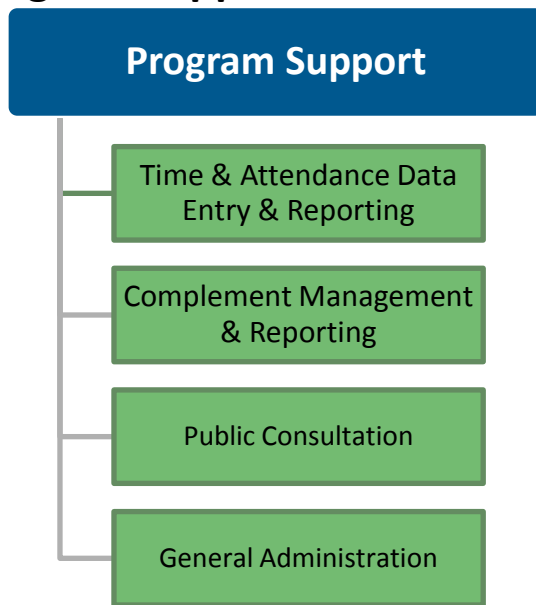 Program Support
Time & Attendance Data
Entry & Reporting
Complement Management
& Reporting
Public Consultation
General Administration